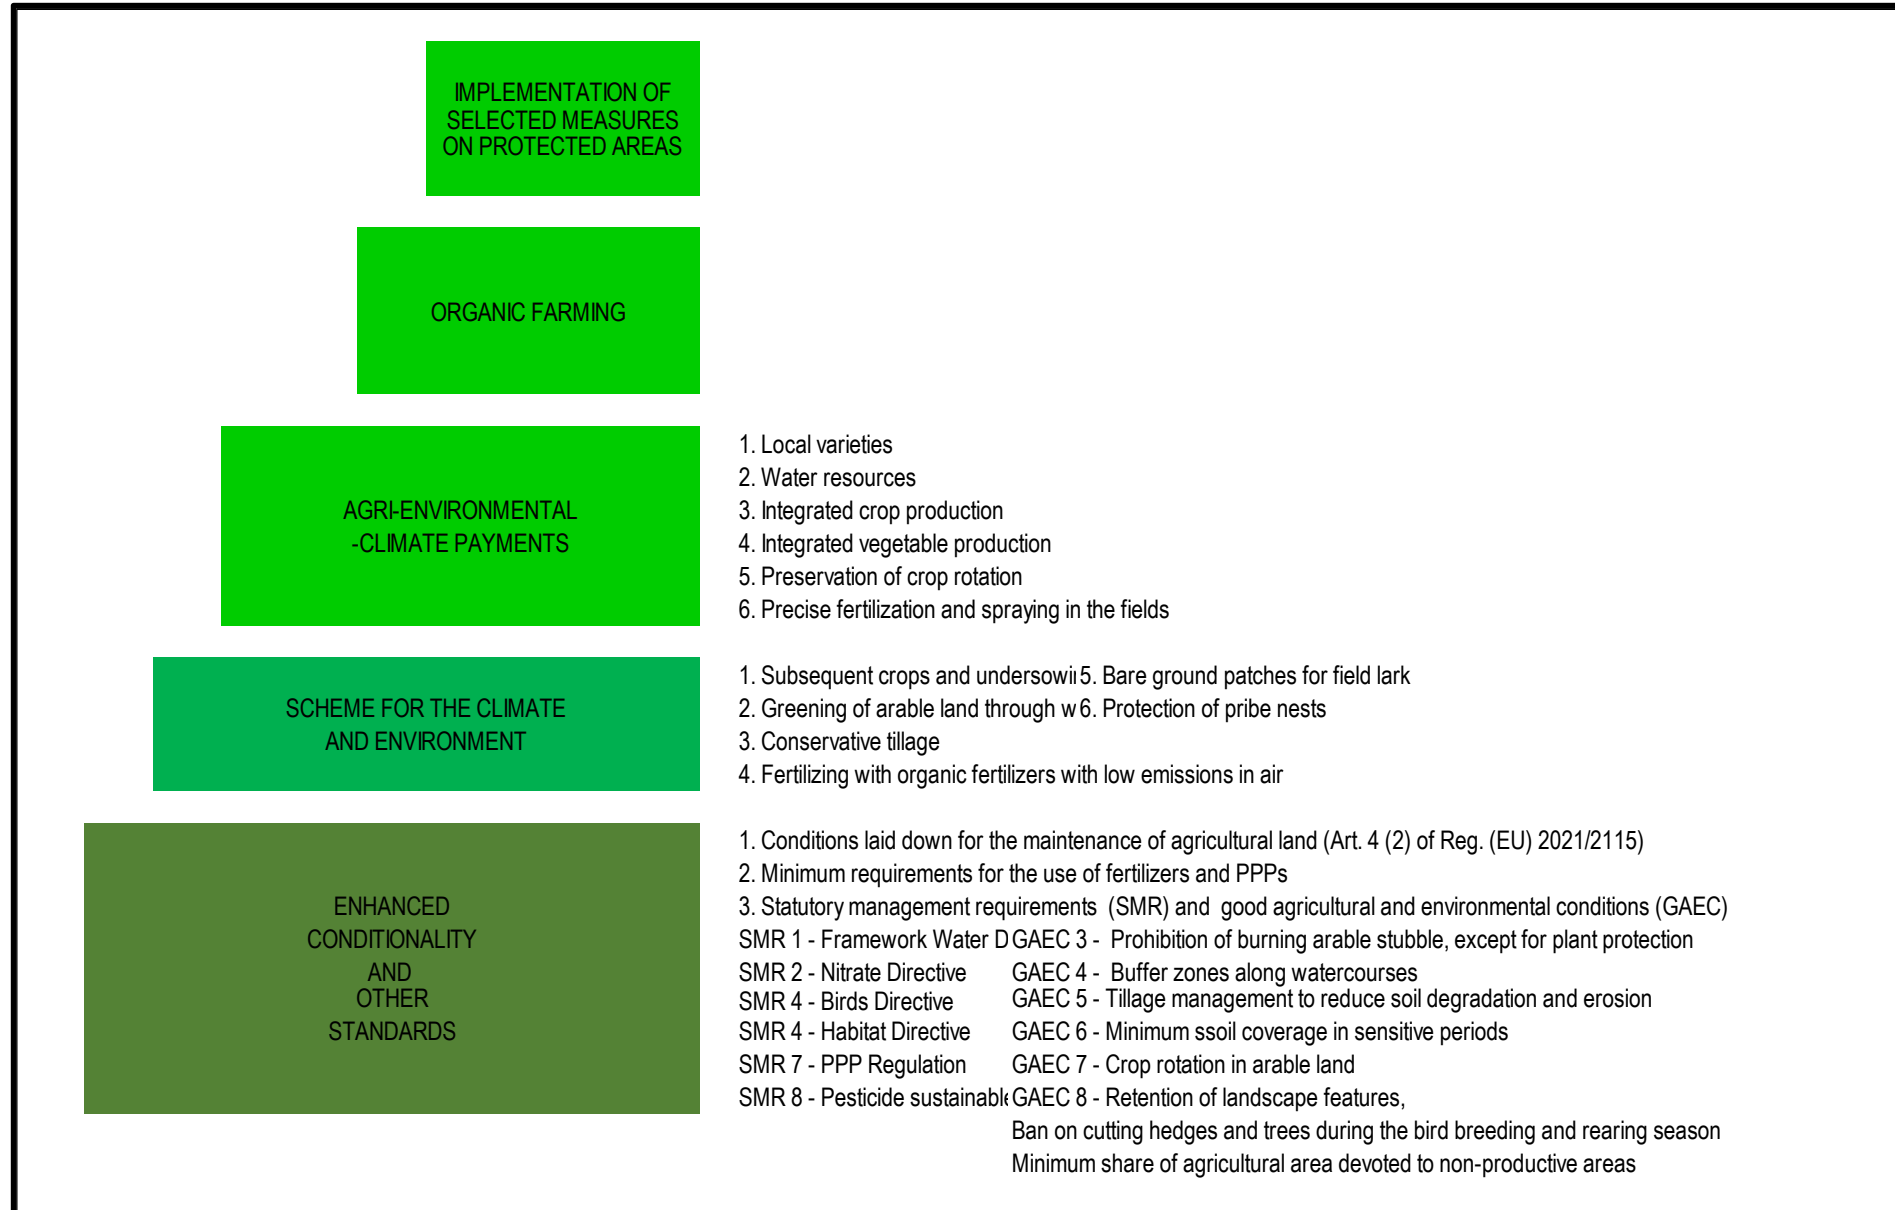 IMPLEMENTATION OF
SELECTED MEASURES
ON PROTECTED AREAS
ORGANIC FARMING
AGRI-ENVIRONMENTAL
-CLIMATE PAYMENTS
1. Local varieties
2. Water resources
3. Integrated crop production
4. Integrated vegetable production
5. Preservation of crop rotation
6. Precise fertilization and spraying in the fields
SCHEME FOR THE CLIMATE
AND ENVIRONMENT
1. Subsequent crops and 5. Bare ground patches for field lark
2. Greening of arable land through 6. Protection of pribe nests
3. Conservative tillage
4. Fertilizing with organic fertilizers with low emissions in air
ENHANCED
CONDITIONALITY
AND
OTHER
STANDARDS
1. Conditions laid down for the maintenance of agricultural land (Art. 4 (2) of Reg. (EU) 2021/2115)
2. Minimum requirements for the use of fertilizers and PPPs
3. Statutory management requirements (SMR) and good agricultural and environmental conditions (GAEC)
SMR 1 - Framework Water GAEC 3 - Prohibition of burning arable stubble, except for plant protection
SMR 2 - Nitrate Directive GAEC 4 - Buffer zones along watercourses
SMR 4 - Birds Directive GAEC 5 - Tillage management to reduce soil degradation and erosion
SMR 4 - Habitat Directive GAEC 6 - Minimum ssoil coverage in sensitive periods
SMR 7 - PPP Regulation GAEC 7 - Crop rotation in arable land
SMR 8 - Pesticide GAEC 8 - Retention of landscape features,
Ban on cutting hedges and trees during the bird breeding and rearing season
Minimum share of agricultural area devoted to non-productive areas